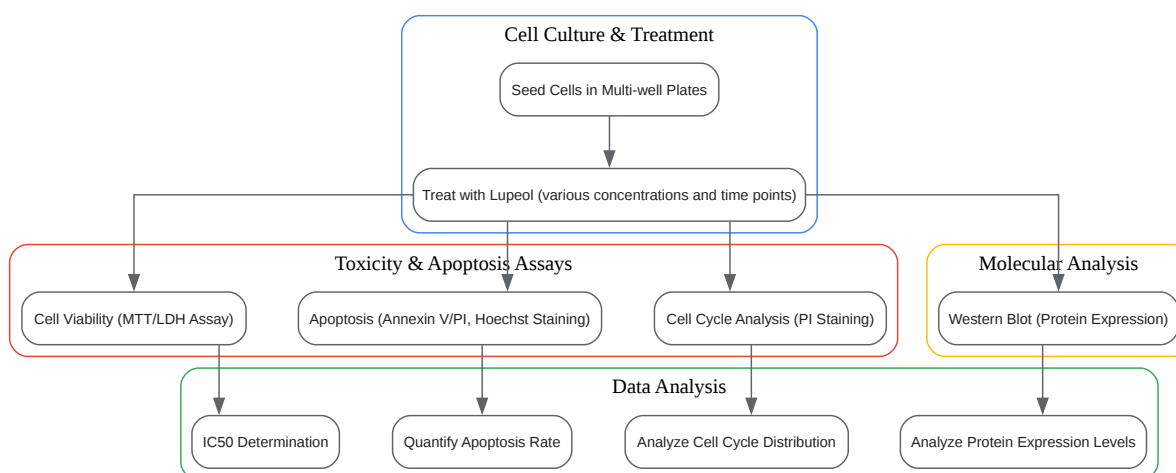 Cell Culture & Treatment
Seed Cells in Multi-well Plates
Treat with Lupeol (various concentrations and time points)
Toxicity & Apoptosis Assays
Molecular Analysis
Cell Viability (MTT/LDH Assay)
Apoptosis (Annexin V/PI, Hoechst Staining)
Cell Cycle Analysis (PI Staining)
Western Blot (Protein Expression)
Data Analysis
IC50 Determination
Quantify Apoptosis Rate
Analyze Cell Cycle Distribution
Analyze Protein Expression Levels